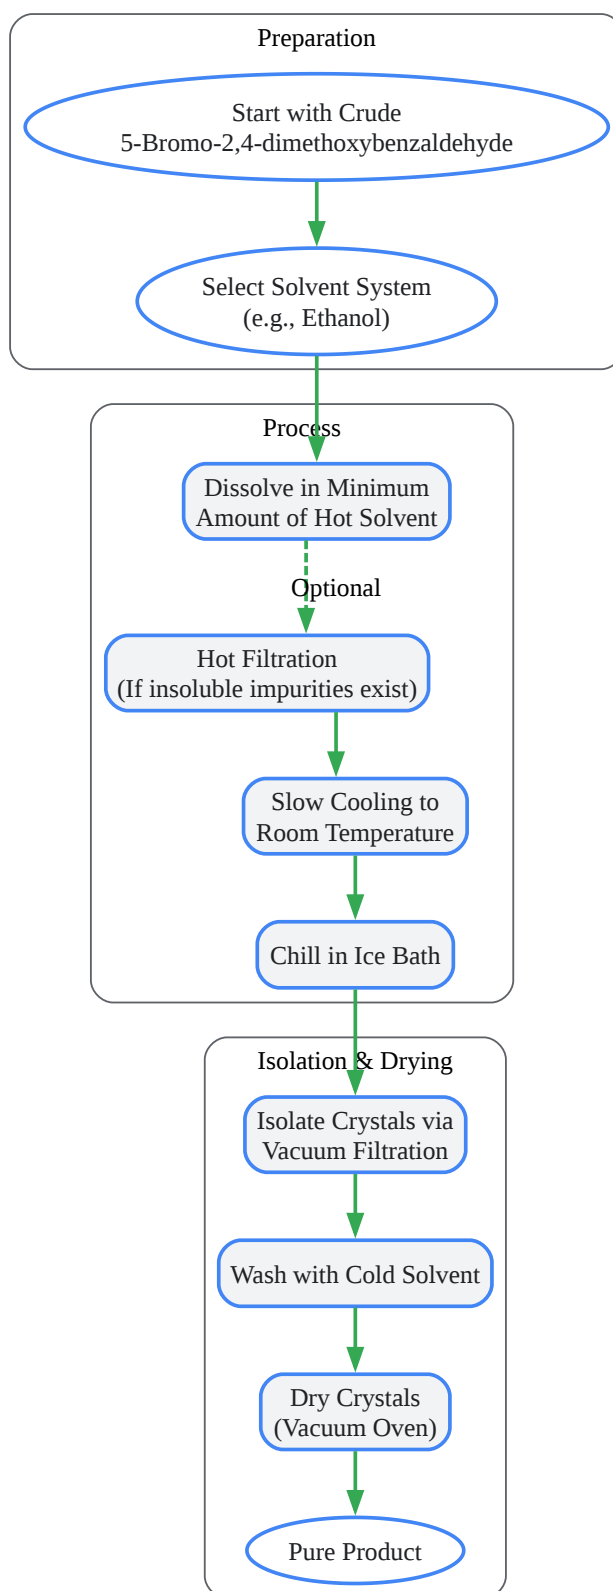 Preparation
Start with Crude
5-Bromo-2,4-dimethoxybenzaldehyde
Select Solvent System
(e.g., Ethanol)
Process
Dissolve in Minimum
Amount of Hot Solvent
Optional
Hot Filtration
(If insoluble impurities exist)
Slow Cooling to
Room Temperature
Chill in Ice Bath
Isolation & Drying
Isolate Crystals via
Vacuum Filtration
Wash with Cold Solvent
Dry Crystals
(Vacuum Oven)
Pure Product